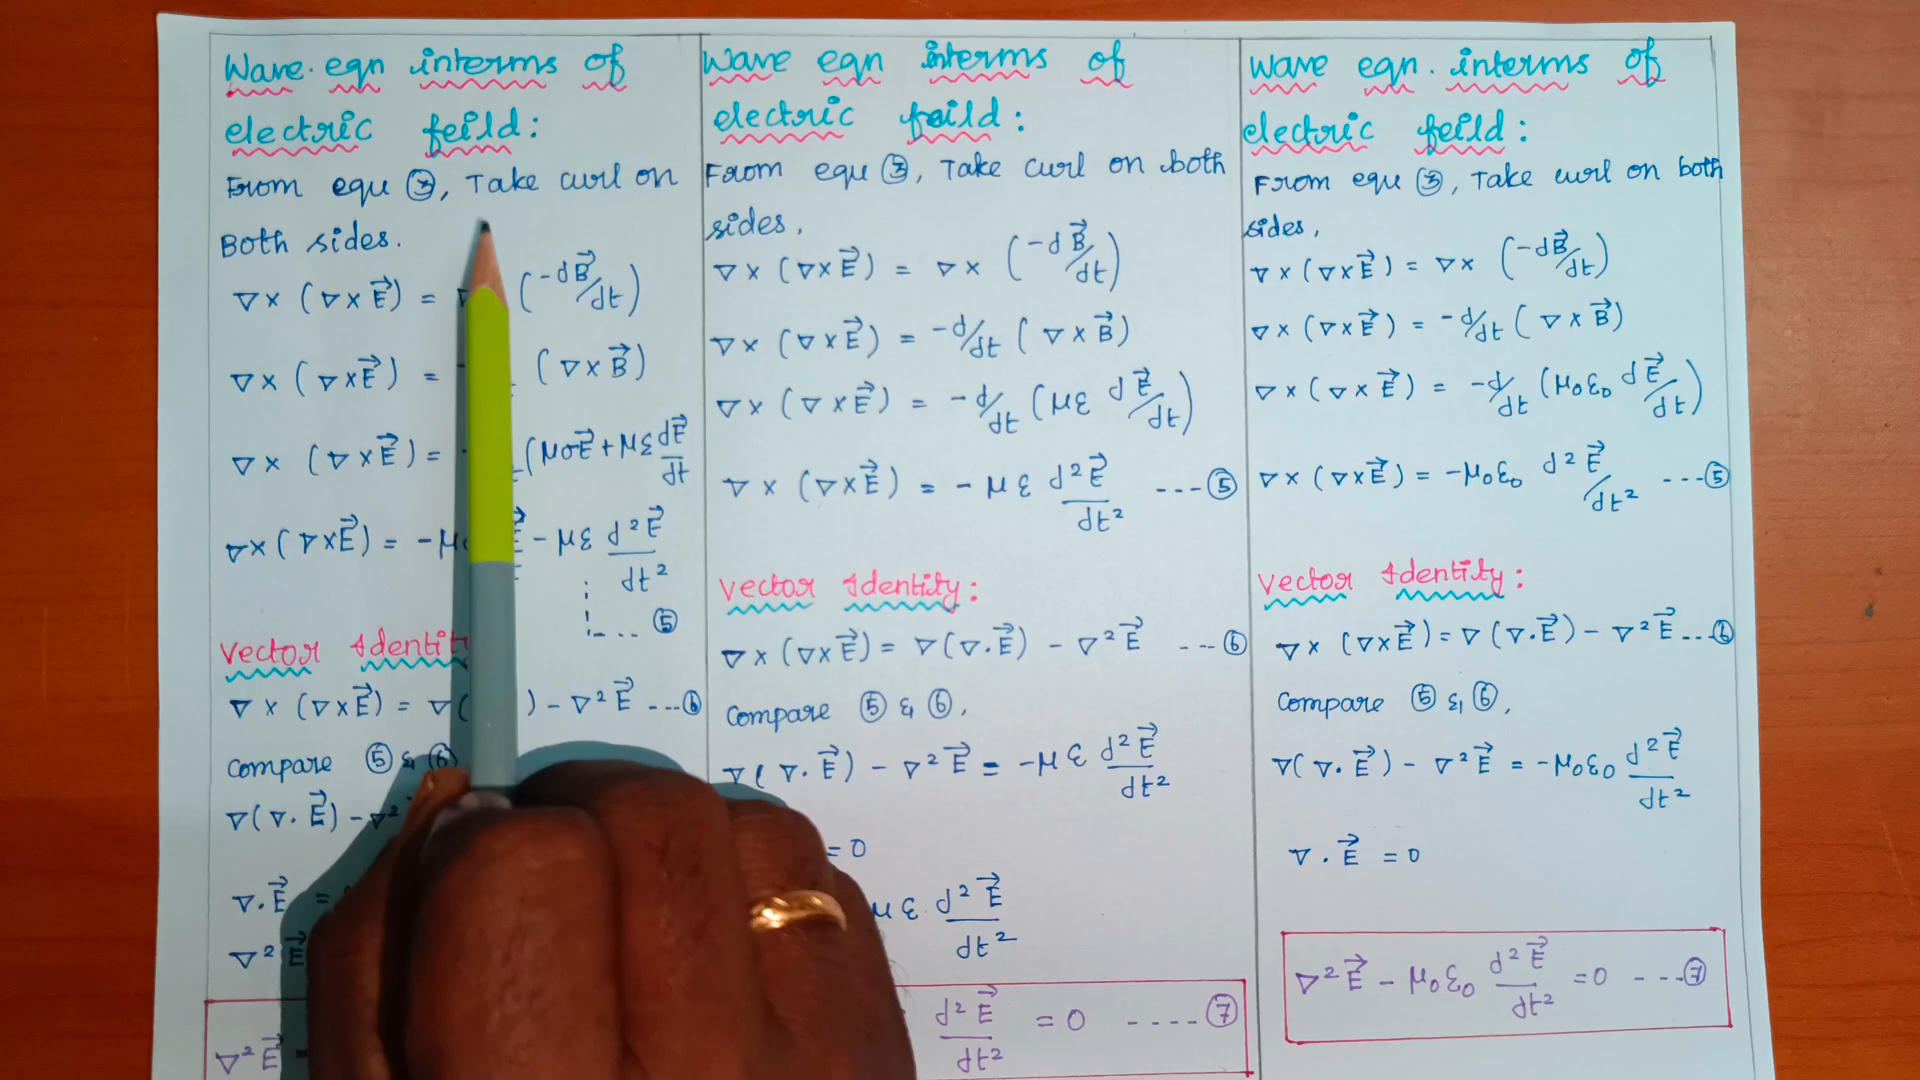 Wave. eqn interms of
electric feild:
From equ ③, Take curl on
Both sides.
∇ × (∇×E⃗) = (-dB⃗/dt)
∇ × (∇×E⃗) = (∇×B⃗)
∇ × (∇×E⃗) = (μσE⃗ + με dE⃗/dt
∇×(∇×E⃗) = - με d²E⃗/dt²
---- ⑤
Vector
∇ × (∇×E⃗) = ∇( ) - ∇²E⃗ ---⑥
Compare ⑤ & ⑥
∇(∇.E⃗) - ∇²
∇.E⃗ =
∇²E⃗
∇²E⃗
Wave eqn interms of
electric feild :
From equ ③, Take curl on both
sides,
∇ × (∇×E⃗) = ∇× (-dB⃗/dt)
∇ × (∇×E⃗) = -d/dt (∇×B⃗)
∇ × (∇×E⃗) = -d/dt (με dE⃗/dt)
∇ × (∇×E⃗) = - με d²E⃗/dt² ---⑤
Vector Identity:
∇ × (∇×E⃗) = ∇(∇.E⃗) - ∇²E⃗ ---⑥
Compare ⑤ & ⑥,
∇(∇.E⃗) - ∇²E⃗ = -με d²E⃗/dt²
=0
με d²E⃗/dt²
d²E⃗/dt² = 0 ----⑦
Wave eqn. interms of
electric feild :
From equ ③, Take curl on both
sides,
∇ × (∇×E⃗) = ∇× (-dB⃗/dt)
∇ × (∇×E⃗) = -d/dt (∇×B⃗)
∇ × (∇×E⃗) = -d/dt (μ₀ε₀ dE⃗/dt)
∇ × (∇×E⃗) = -μ₀ε₀ d²E⃗/dt² ---⑤
Vector Identity:
∇× (∇×E⃗) = ∇(∇.E⃗) - ∇²E⃗ ---⑥
Compare ⑤ & ⑥,
∇(∇.E⃗) - ∇²E⃗ = -μ₀ε₀ d²E⃗/dt²
∇.E⃗ = 0
∇²E⃗ - μ₀ε₀ d²E⃗/dt² = 0 ---⑦